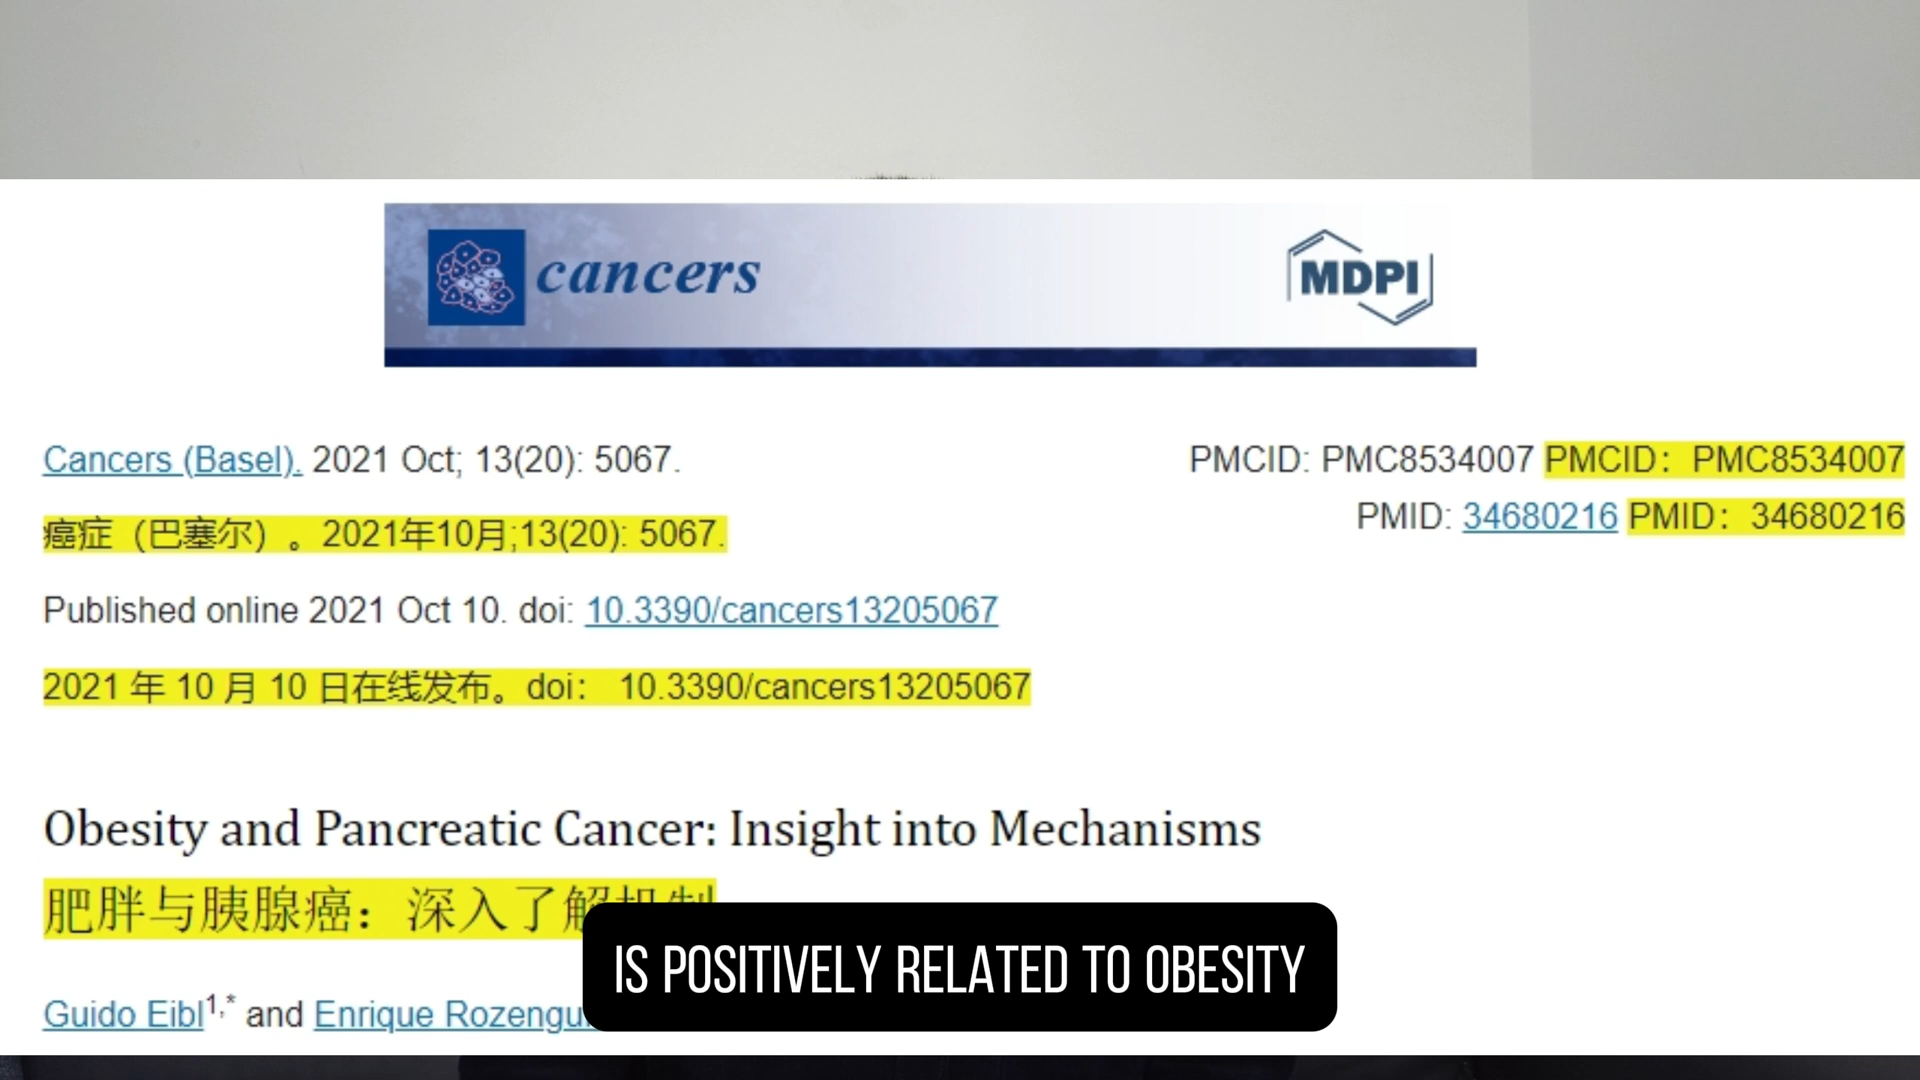 cancers
MDPI
Cancers (Basel). 2021 Oct; 13(20): 5067.
PMCID: PMC8534007 PMCID：PMC8534007
癌症（巴塞尔）。2021年10月;13(20): 5067.
PMID: 34680216 PMID：34680216
Published online 2021 Oct 10. doi: 10.3390/cancers13205067
2021 年 10 月 10 日在线发布。doi： 10.3390/cancers13205067
Obesity and Pancreatic Cancer: Insight into Mechanisms
肥胖与胰腺癌：深入了解机制
Guido Eibl1,* and Enrique
IS POSITIVELY RELATED TO OBESITY